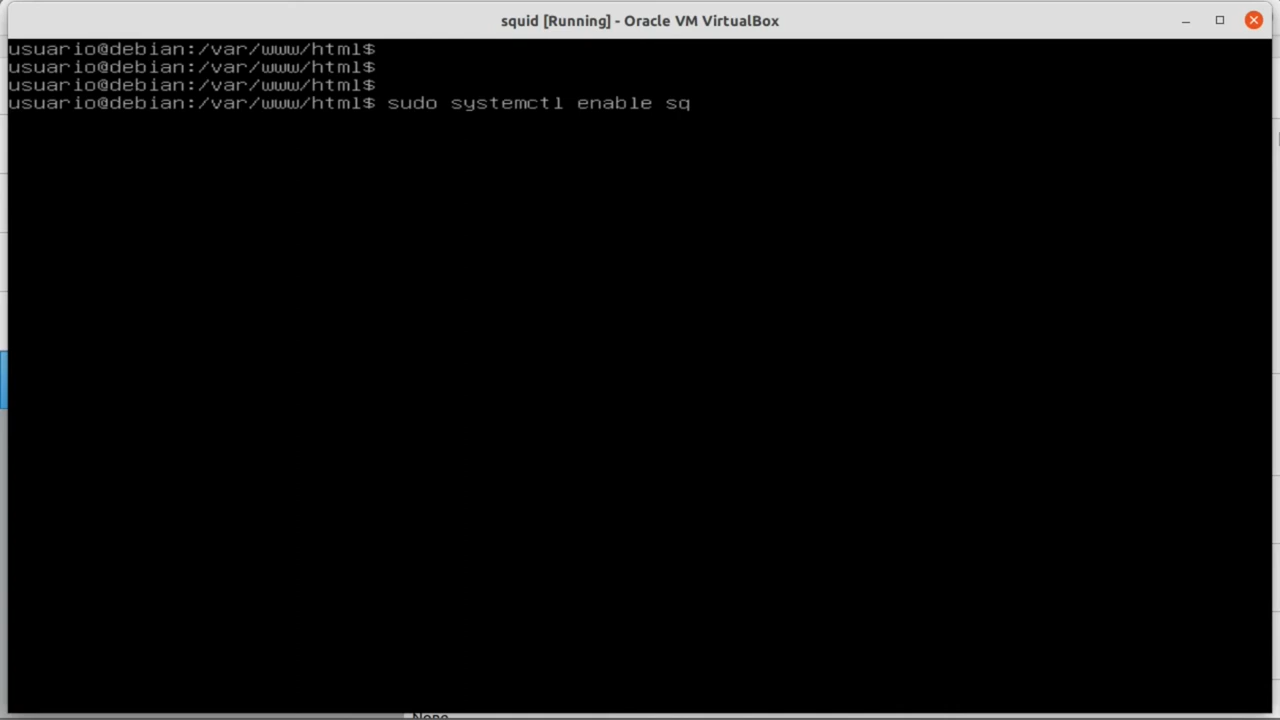 squid [Running] - Oracle VM VirtualBox
usuario@debian:/var/www/html$
usuario@debian:/var/www/html$
usuario@debian:/var/www/html$
usuario@debian:/var/www/html$ sudo systemctl enable sq
None